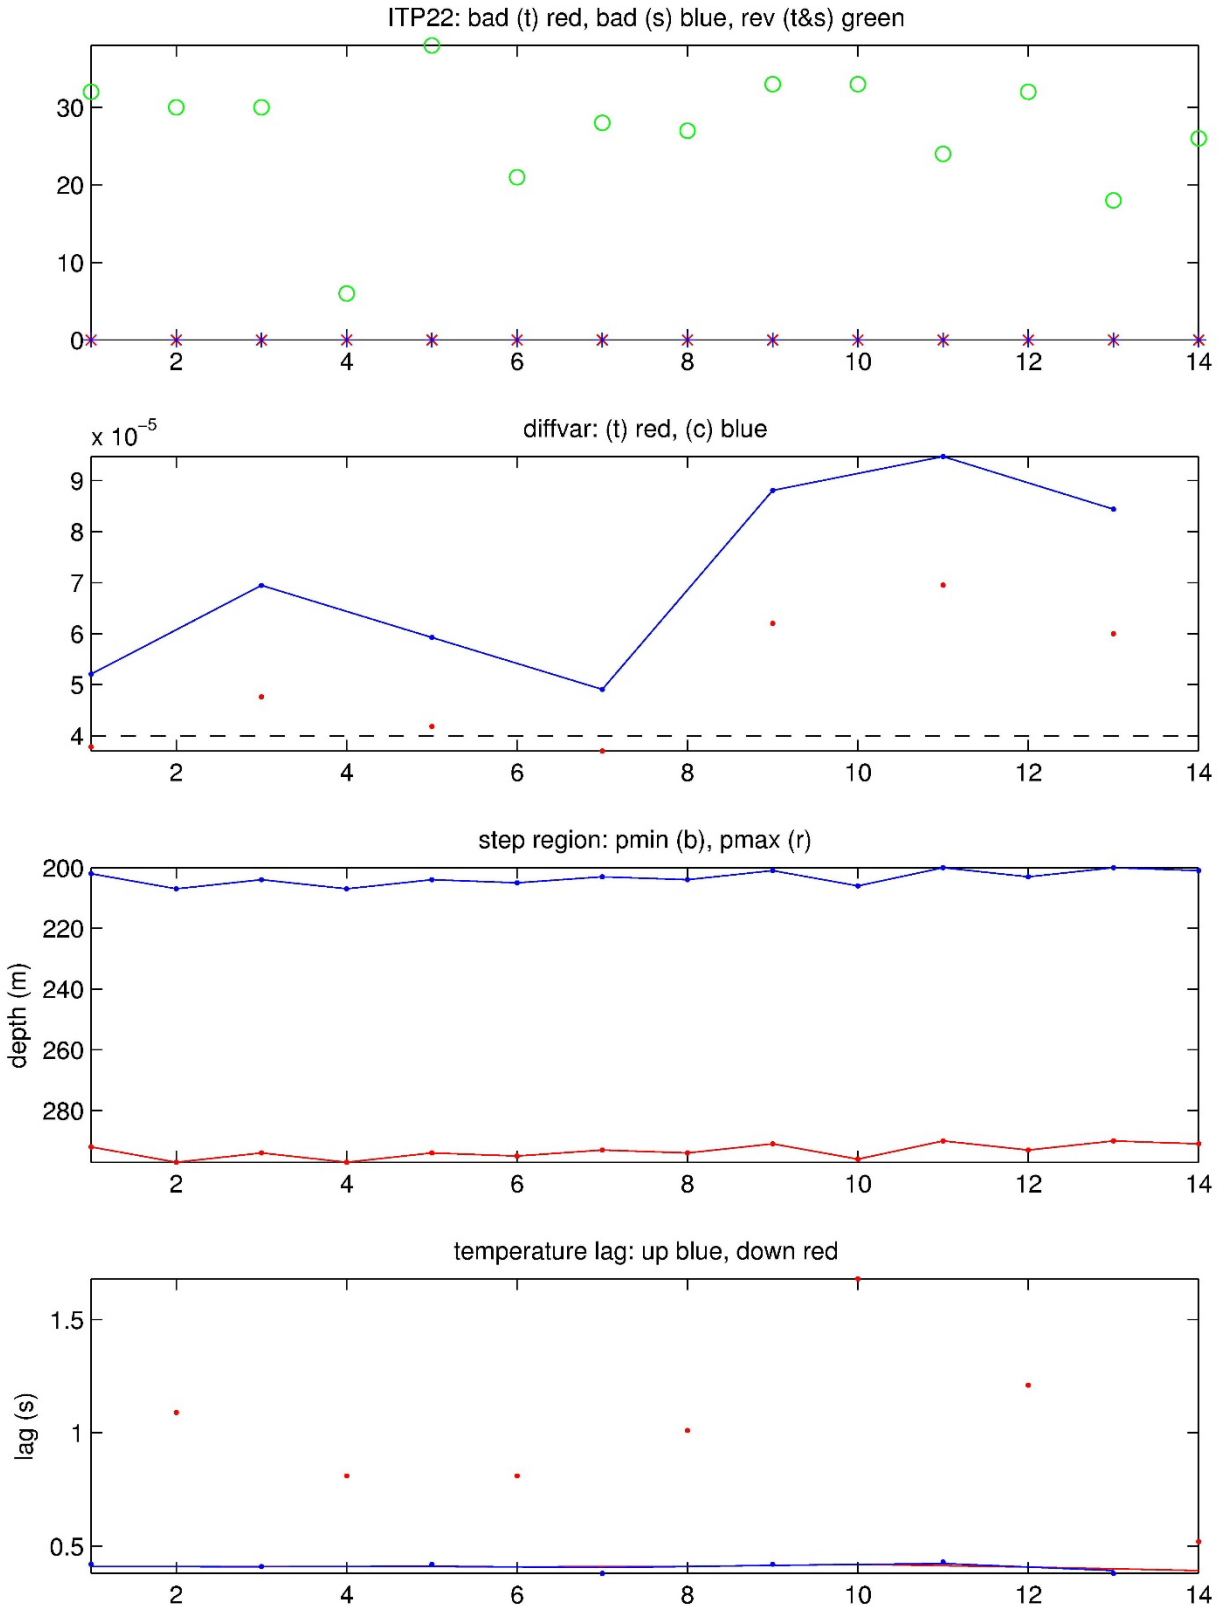 ITP22: bad (t) red, bad (s) blue, rev (t&s) green
30
20
10
0
2 4 6 8 10 12 14
diffvar: (t) red, (c) blue
x 10⁻⁵
9
8
7
6
5
4
2 4 6 8 10 12 14
step region: pmin (b), pmax (r)
200
220
240
260
280
depth (m)
2 4 6 8 10 12 14
temperature lag: up blue, down red
1.5
1
0.5
lag (s)
2 4 6 8 10 12 14